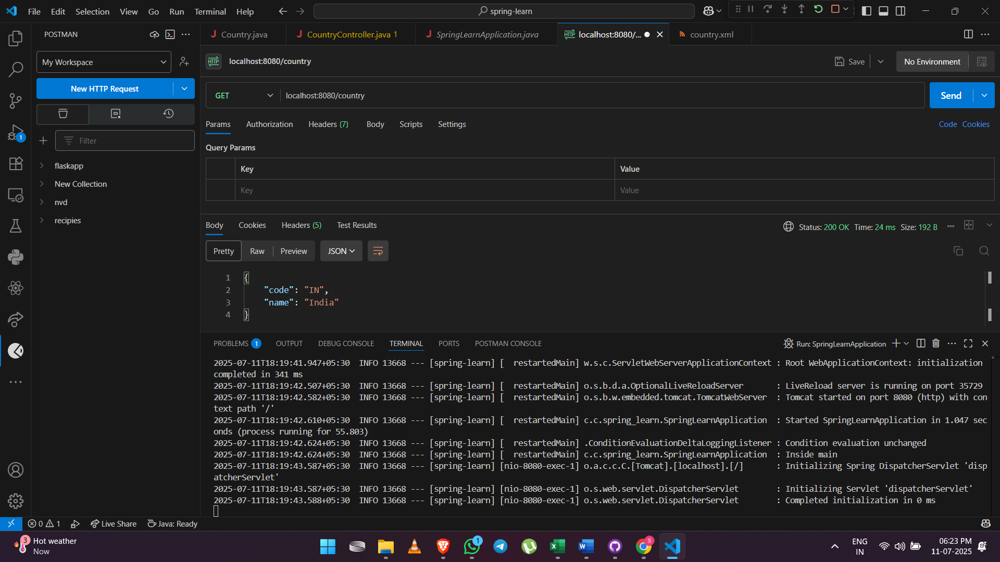 File Edit Selection View Go Run Terminal Help
spring-learn
POSTMAN
Country.java
CountryController.java 1
SpringLearnApplication.java
localhost:8080/...
country.xml
My Workspace
HTTP localhost:8080/country
Save
No Environment
New HTTP Request
GET
localhost:8080/country
Send
Params Authorization Headers (7) Body Scripts Settings
Code Cookies
1
Filter
Query Params
flaskapp
Key Value
New Collection
Key Value
nvd
recipies
Body Cookies Headers (5) Test Results
Status: 200 OK Time: 24 ms Size: 192 B
Pretty Raw Preview JSON
1 {
2 "code": "IN",
3 "name": "India"
4 }
PROBLEMS 1 OUTPUT DEBUG CONSOLE TERMINAL PORTS POSTMAN CONSOLE
Run: SpringLearnApplication
2025-07-11T18:19:41.947+05:30  INFO 13668 --- [spring-learn] [  restartedMain] w.s.c.ServletWebServerApplicationContext : Root WebApplicationContext: initialization
completed in 341 ms
2025-07-11T18:19:42.507+05:30  INFO 13668 --- [spring-learn] [  restartedMain] o.s.b.d.a.OptionalLiveReloadServer       : LiveReload server is running on port 35729
2025-07-11T18:19:42.582+05:30  INFO 13668 --- [spring-learn] [  restartedMain] o.s.b.w.embedded.tomcat.TomcatWebServer  : Tomcat started on port 8080 (http) with con
text path '/'
2025-07-11T18:19:42.610+05:30  INFO 13668 --- [spring-learn] [  restartedMain] c.c.spring_learn.SpringLearnApplication  : Started SpringLearnApplication in 1.047 sec
onds (process running for 55.803)
2025-07-11T18:19:42.624+05:30  INFO 13668 --- [spring-learn] [  restartedMain] .ConditionEvaluationDeltaLoggingListener : Condition evaluation unchanged
2025-07-11T18:19:42.624+05:30  INFO 13668 --- [spring-learn] [  restartedMain] c.c.spring_learn.SpringLearnApplication  : Inside main
2025-07-11T18:19:43.587+05:30  INFO 13668 --- [spring-learn] [nio-8080-exec-1] o.a.c.c.C.[Tomcat].[localhost].[/]       : Initializing Spring DispatcherServlet 'disp
atcherServlet'
2025-07-11T18:19:43.587+05:30  INFO 13668 --- [spring-learn] [nio-8080-exec-1] o.s.web.servlet.DispatcherServlet        : Initializing Servlet 'dispatcherServlet'
2025-07-11T18:19:43.588+05:30  INFO 13668 --- [spring-learn] [nio-8080-exec-1] o.s.web.servlet.DispatcherServlet        : Completed initialization in 0 ms
0 1 Live Share Java: Ready
3 Hot weather
Now
1
S
ENG
IN
06:23 PM
11-07-2025